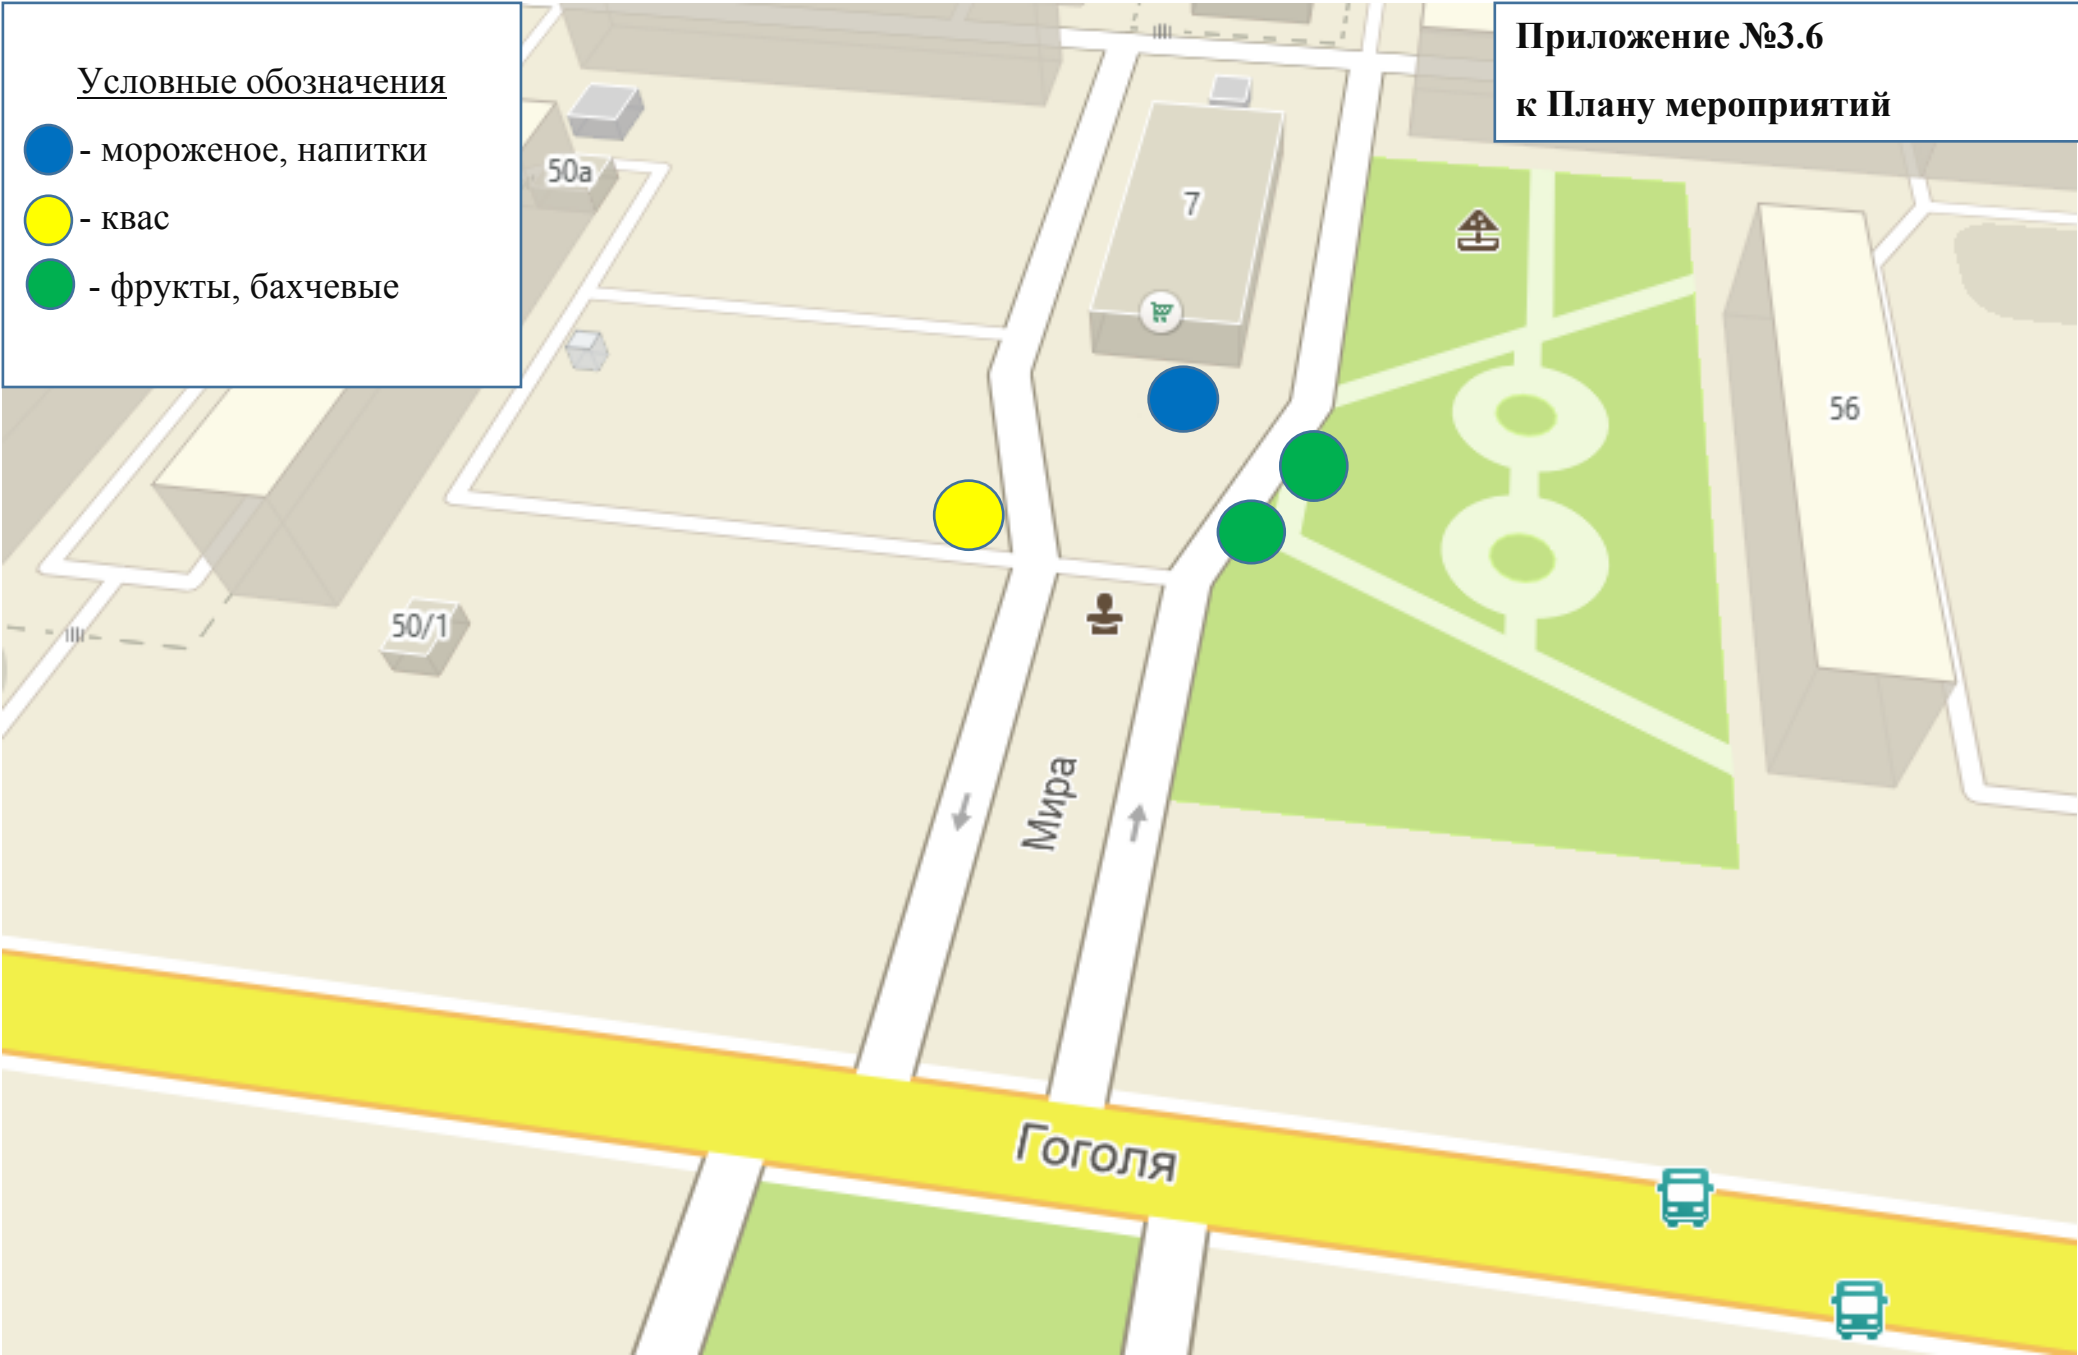 Условные обозначения
- мороженое, напитки
- квас
- фрукты, бахчевые
Приложение №3.6
к Плану мероприятий
50а
7
56
50/1
Мира
Гоголя